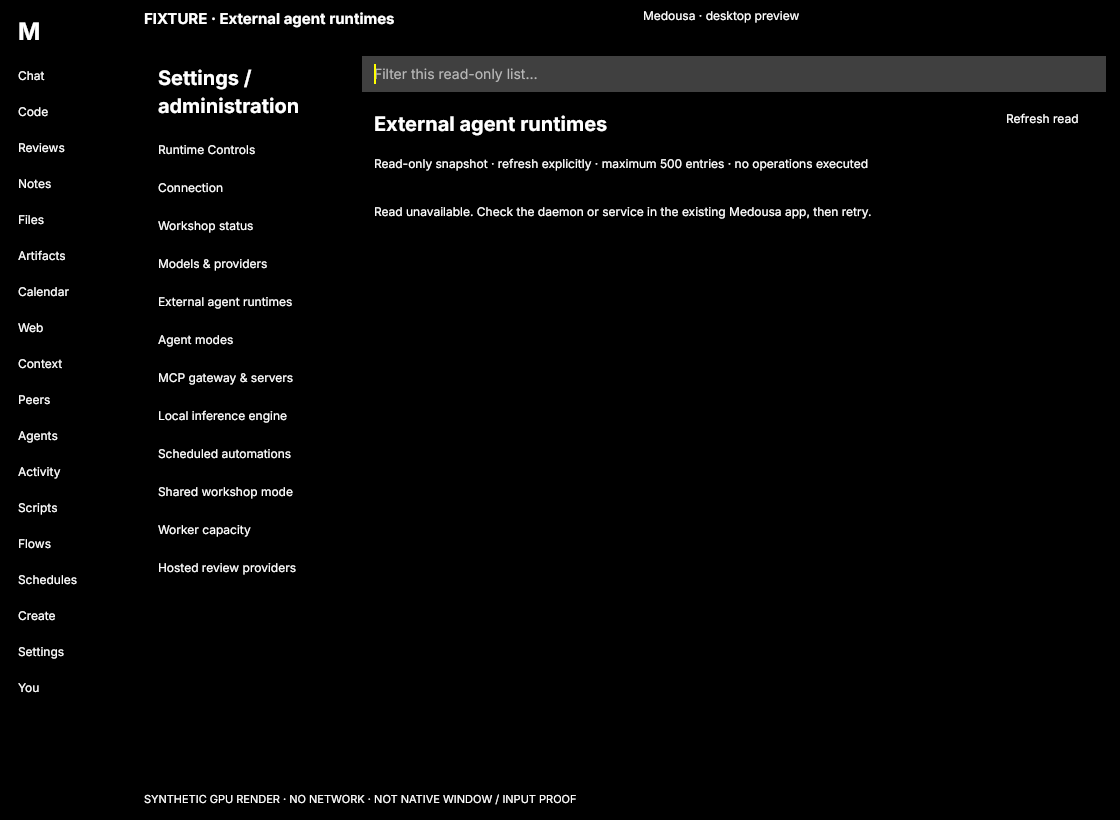 M
FIXTURE · External agent runtimes
Medousa · desktop preview
Chat
Code
Reviews
Notes
Files
Artifacts
Calendar
Web
Context
Peers
Agents
Activity
Scripts
Flows
Schedules
Create
Settings
You
Settings /
administration
Runtime Controls
Connection
Workshop status
Models & providers
External agent runtimes
Agent modes
MCP gateway & servers
Local inference engine
Scheduled automations
Shared workshop mode
Worker capacity
Hosted review providers
Filter this read-only list...
External agent runtimes
Refresh read
Read-only snapshot · refresh explicitly · maximum 500 entries · no operations executed
Read unavailable. Check the daemon or service in the existing Medousa app, then retry.
SYNTHETIC GPU RENDER · NO NETWORK · NOT NATIVE WINDOW / INPUT PROOF